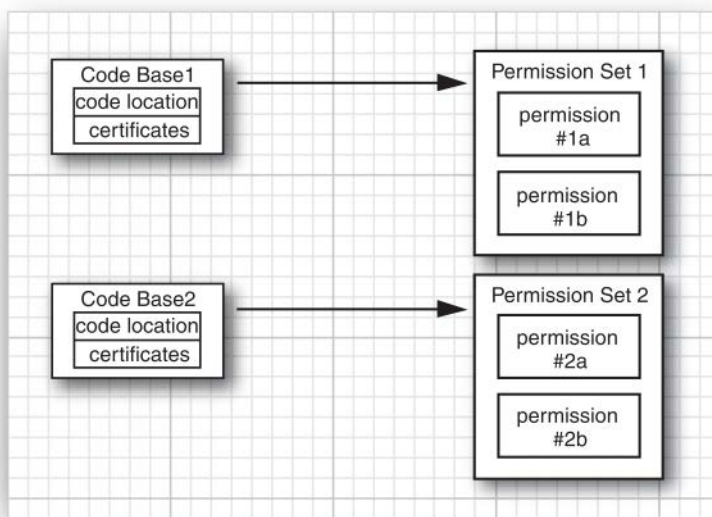 Code Base1
code location
certificates
Permission Set 1
permission
#1a
permission
#1b
Code Base2
code location
certificates
Permission Set 2
permission
#2a
permission
#2b